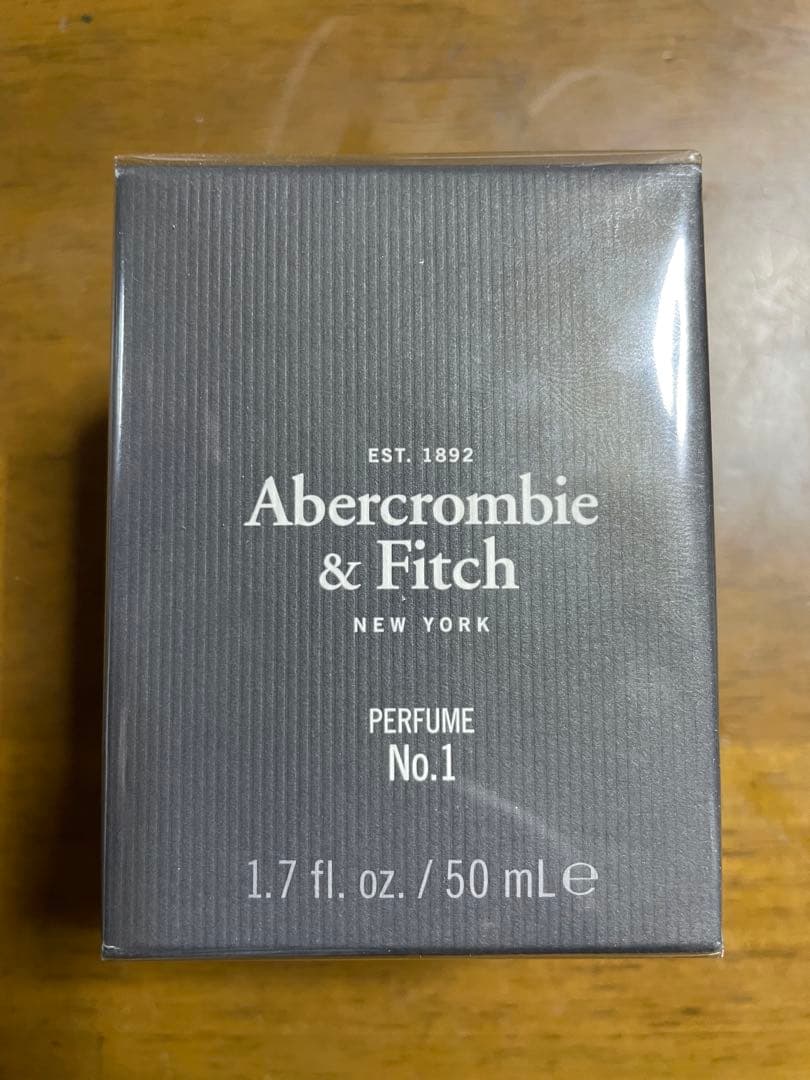 EST. 1892
Abercrombie
& Fitch
NEW YORK
PERFUME
No.1
1.7 fl. oz. / 50 mL ℮